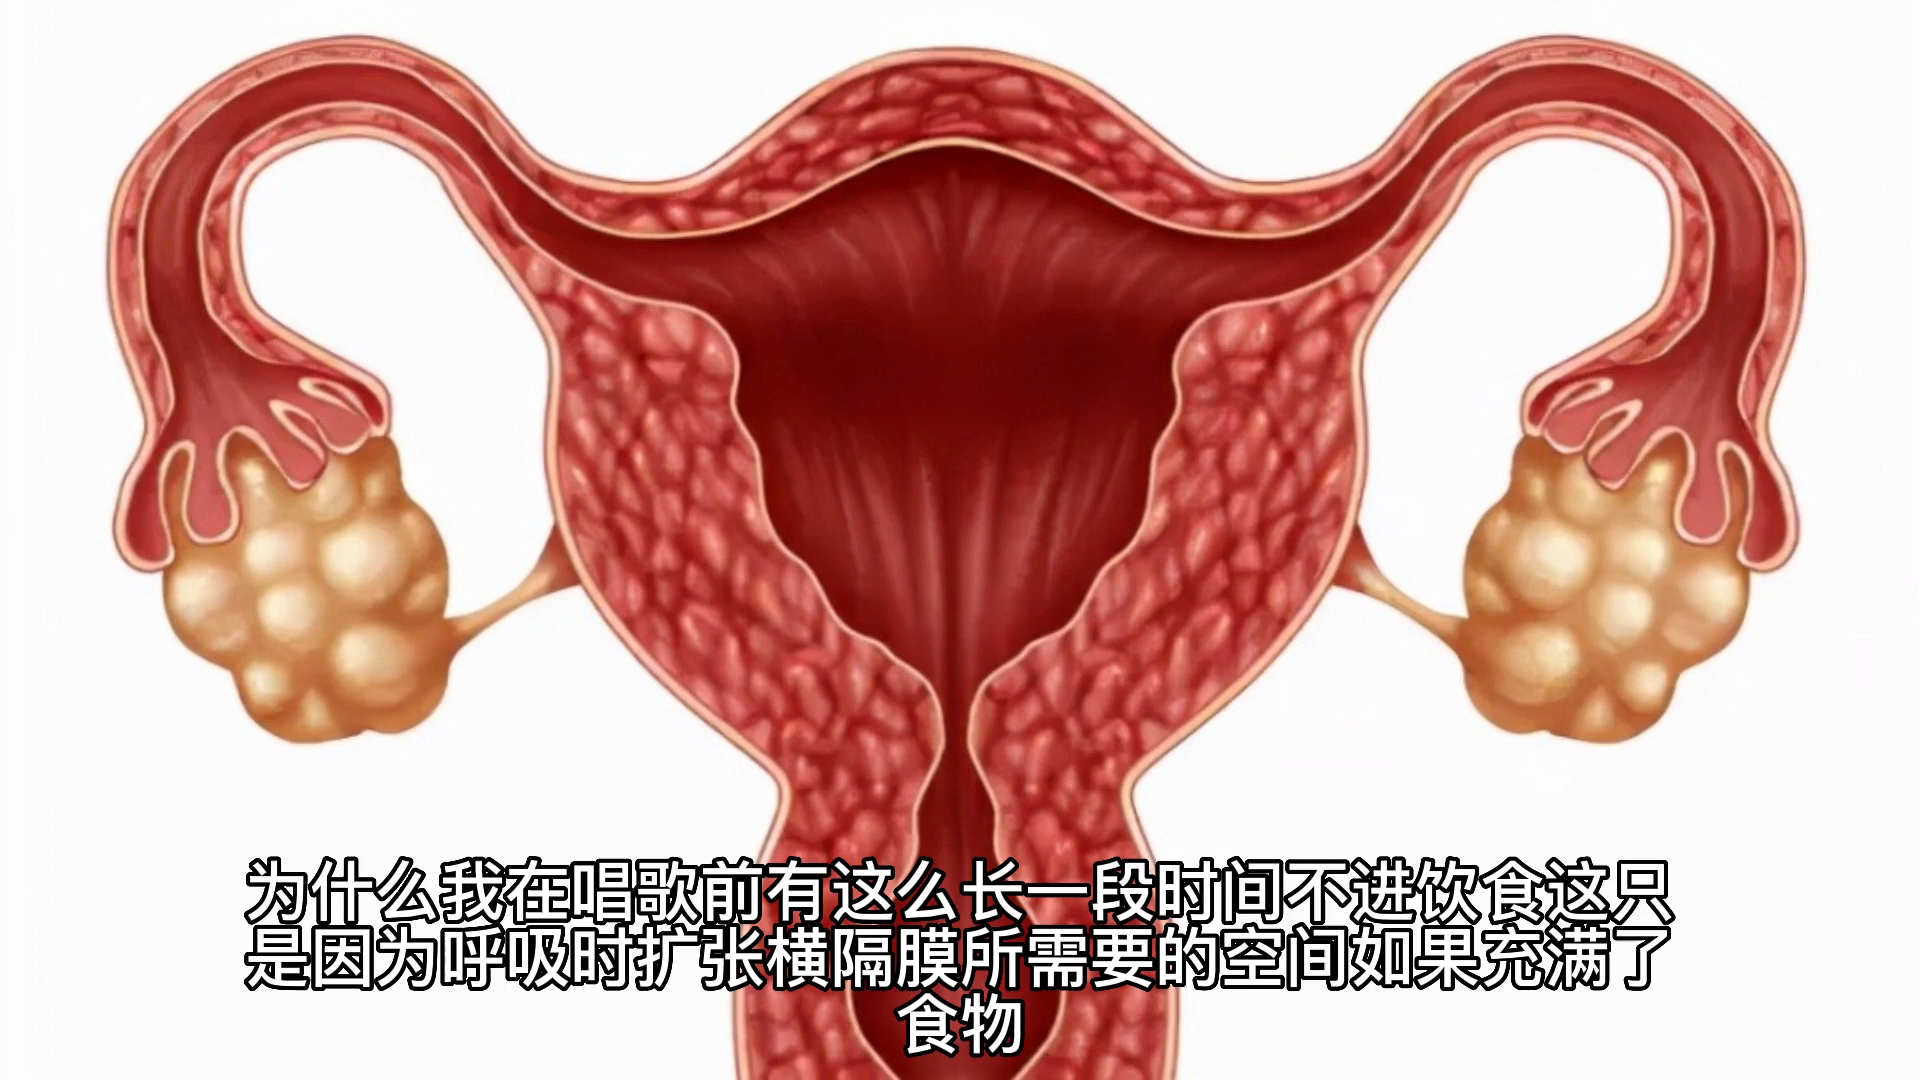 为什么我在唱歌前有这么长一段时间不进饮食这只
是因为呼吸时扩张横隔膜所需要的空间如果充满了
食物